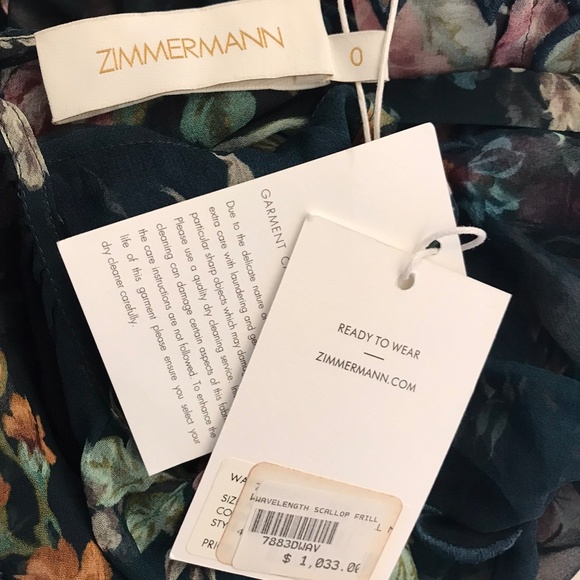 ZIMMERMANN
0
GARMENT
Due to the delicate nature
extra care with laundering and
particular sharp objects which may
Please use a quality dry cleaning service.
cleaning can damage certain aspects of this
the care instructions are not followed. To enhance the
life of this garment please ensure you select your
dry cleaner carefully.
READY TO WEAR
ZIMMERMANN.COM
WAVELENGTH SCALLOP FRILL
7883DWAV
$ 1,033.00